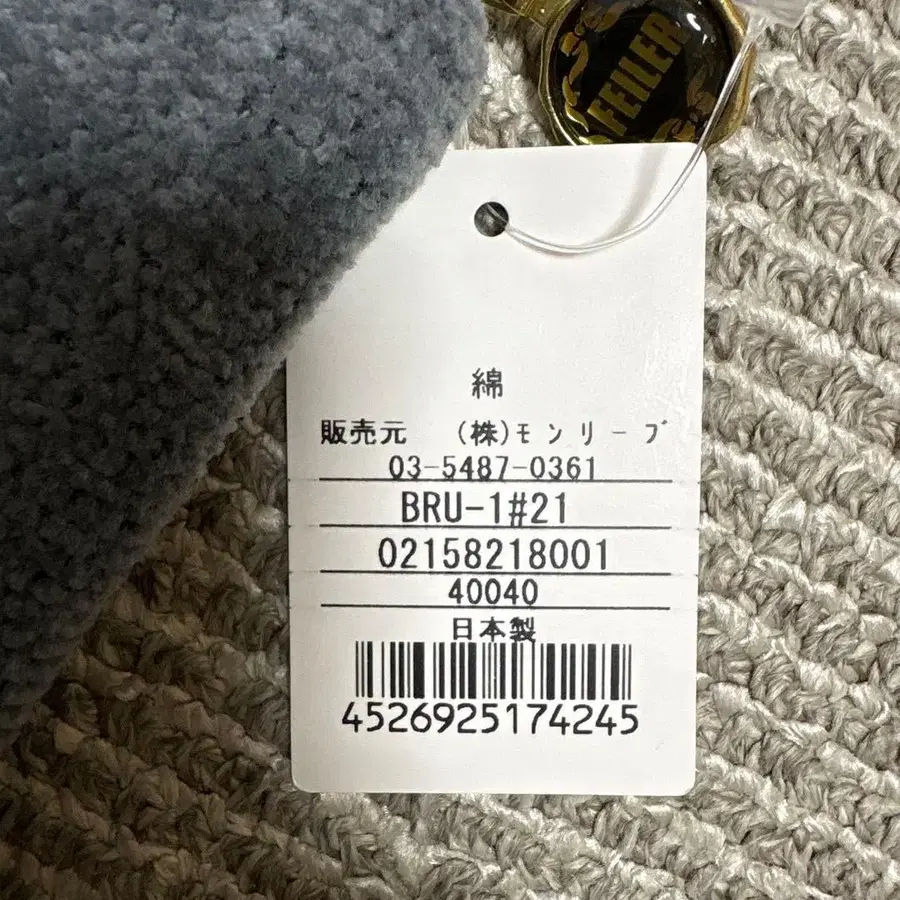 FEILER
綿
販売元 (株)ﾓﾝﾘｰﾌﾞ
03-5487-0361
BRU-1#21
02158218001
40040
日本製
4526925174245